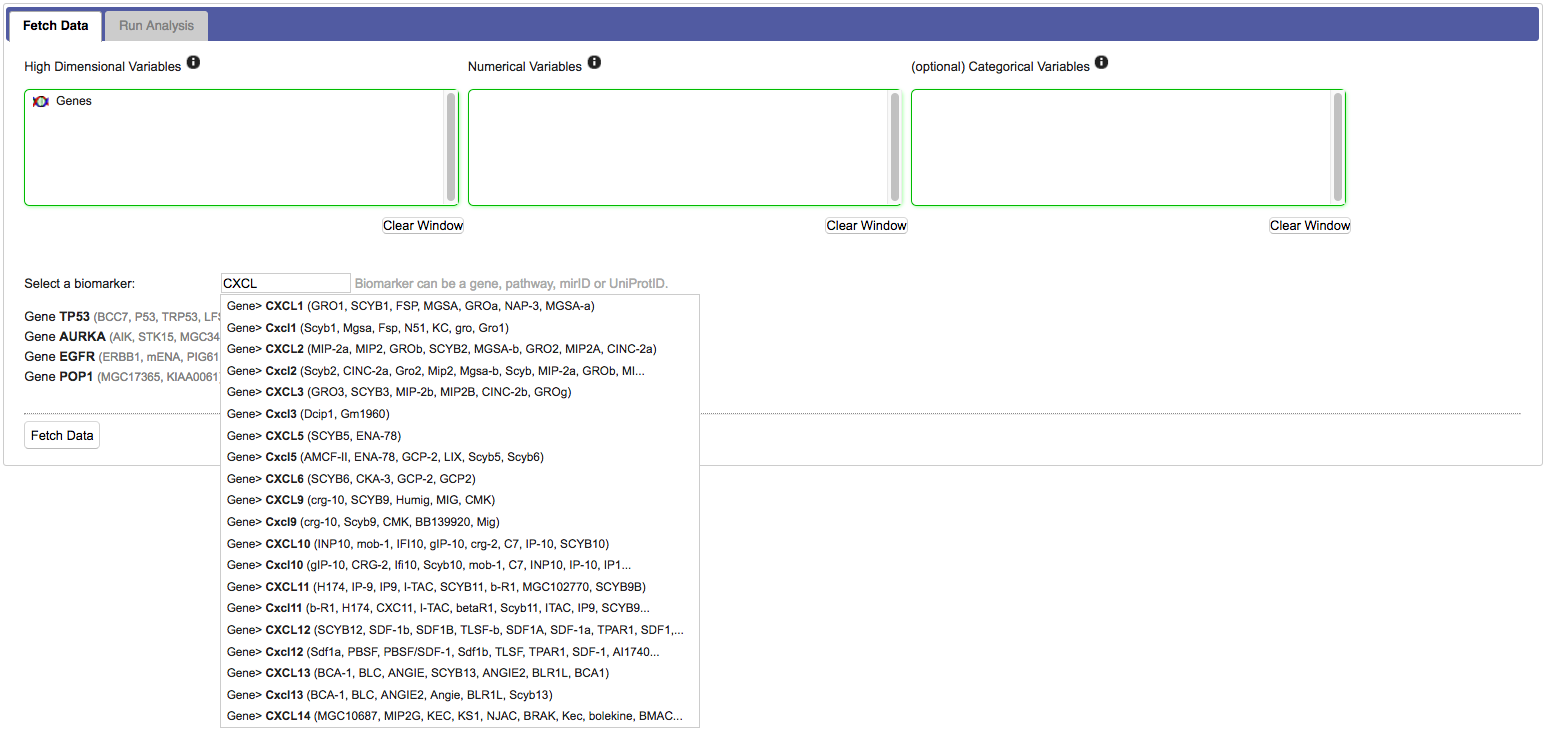 Fetch Data Run Analysis
High Dimensional Variables Numerical Variables (optional) Categorical Variables
Genes
Clear Window Clear Window Clear Window
Select a biomarker: CXCL Biomarker can be a gene, pathway, mirID or UniProtID.
Gene> CXCL1 (GRO1, SCYB1, FSP, MGSA, GROa, NAP-3, MGSA-a)
Gene TP53 (BCC7, P53, TRP53, LFS
Gene> Cxcl1 (Scyb1, Mgsa, Fsp, N51, KC, gro, Gro1)
Gene AURKA (AIK, STK15, MGC34
Gene> CXCL2 (MIP-2a, MIP2, GROb, SCYB2, MGSA-b, GRO2, MIP2A, CINC-2a)
Gene EGFR (ERBB1, mENA, PIG61
Gene> Cxcl2 (Scyb2, CINC-2a, Gro2, Mip2, Mgsa-b, Scyb, MIP-2a, GROb, MI...
Gene POP1 (MGC17365, KIAA0061)
Gene> CXCL3 (GRO3, SCYB3, MIP-2b, MIP2B, CINC-2b, GROg)
Gene> Cxcl3 (Dcip1, Gm1960)
Fetch Data
Gene> CXCL5 (SCYB5, ENA-78)
Gene> Cxcl5 (AMCF-II, ENA-78, GCP-2, LIX, Scyb5, Scyb6)
Gene> CXCL6 (SCYB6, CKA-3, GCP-2, GCP2)
Gene> CXCL9 (crg-10, SCYB9, Humig, MIG, CMK)
Gene> Cxcl9 (crg-10, Scyb9, CMK, BB139920, Mig)
Gene> CXCL10 (INP10, mob-1, IFI10, gIP-10, crg-2, C7, IP-10, SCYB10)
Gene> Cxcl10 (gIP-10, CRG-2, Ifi10, Scyb10, mob-1, C7, INP10, IP-10, IP1...
Gene> CXCL11 (H174, IP-9, IP9, I-TAC, SCYB11, b-R1, MGC102770, SCYB9B)
Gene> Cxcl11 (b-R1, H174, CXC11, I-TAC, betaR1, Scyb11, ITAC, IP9, SCYB9...
Gene> CXCL12 (SCYB12, SDF-1b, SDF1B, TLSF-b, SDF1A, SDF-1a, TPAR1, SDF1,...
Gene> Cxcl12 (Sdf1a, PBSF, PBSF/SDF-1, Sdf1b, TLSF, TPAR1, SDF-1, AI1740...
Gene> CXCL13 (BCA-1, BLC, ANGIE, SCYB13, ANGIE2, BLR1L, BCA1)
Gene> Cxcl13 (BCA-1, BLC, ANGIE2, Angie, BLR1L, Scyb13)
Gene> CXCL14 (MGC10687, MIP2G, KEC, KS1, NJAC, BRAK, Kec, bolekine, BMAC...